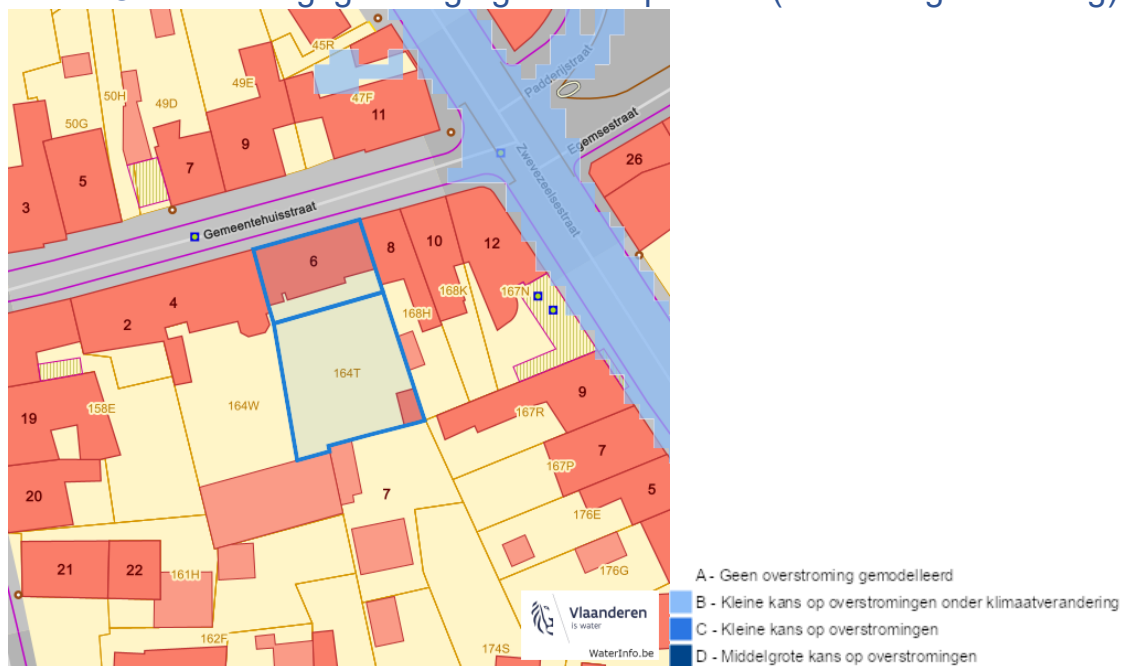 45R
49E
50H
49D
47F
50G
11
9
7
5
3
Padderijstraat
Egemsestraat
Zwevezeelsestraat
26
Gemeentehuisstraat
6
8
10
12
4
2
168K
167N
168H
164T
164W
158E
19
9
167R
7
167P
5
20
7
176E
21
22
161H
176G
162F
174S
Vlaanderen
is water
WaterInfo.be
A - Geen overstroming gemodelleerd
B - Kleine kans op overstromingen onder klimaatverandering
C - Kleine kans op overstromingen
D - Middelgrote kans op overstromingen